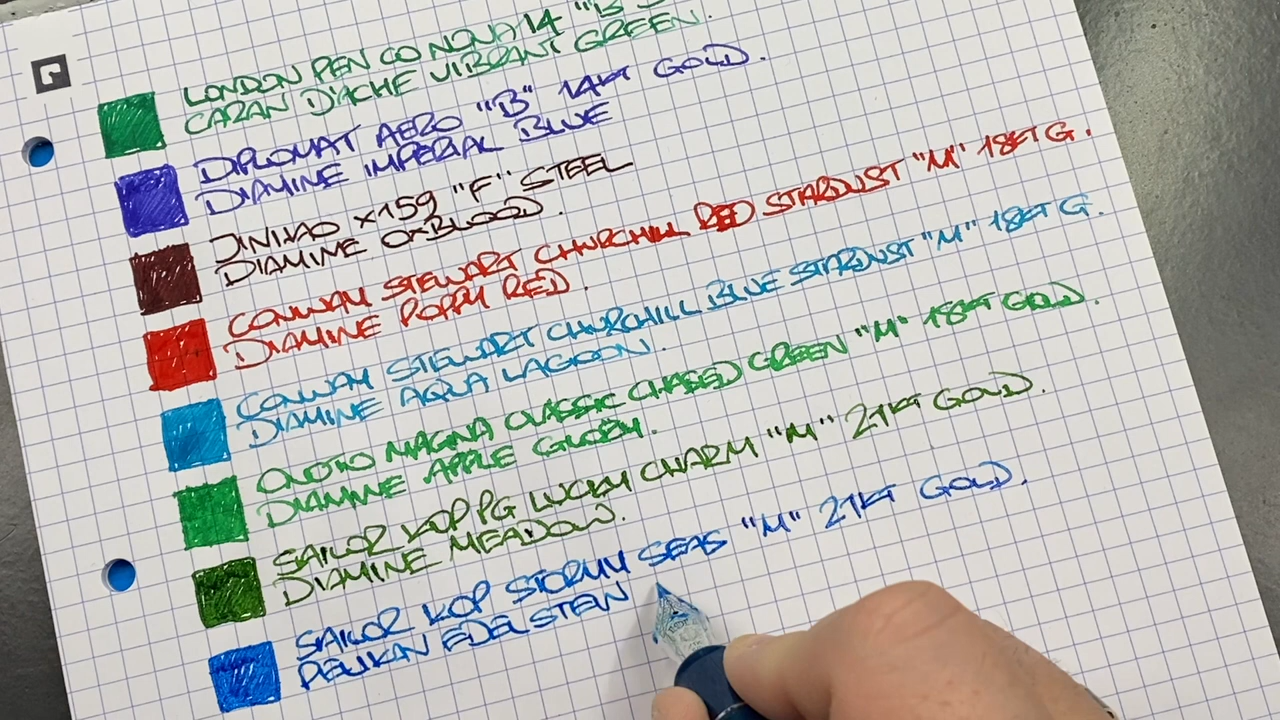 LONDON PEN CO NOVA 14 "B
CARAN D'ACHE VIBRANT GREEN.
DIPLOMAT AERO "B" 14KT GOLD.
DIAMINE IMPERIAL BLUE
JINHAO X159 "F" STEEL
DIAMINE OXBLOOD.
CONWAY STEWART CHURCHILL RED STARDUST "M" 18KT G.
DIAMINE POPPY RED.
CONWAY STEWART CHURCHILL BLUE STARDUST "M" 18KT G.
DIAMINE AQUA LAGOON.
ONOTO MAGNA CLASSIC CHASED GREEN "M" 18KT GOLD.
DIAMINE APPLE GLORY.
SAILOR KOP PG LUCKY CHARM "M" 21KT GOLD.
DIAMINE MEADOW.
SAILOR KOP STORMY SEAS "M" 21KT GOLD.
PELIKAN EDELSTEIN